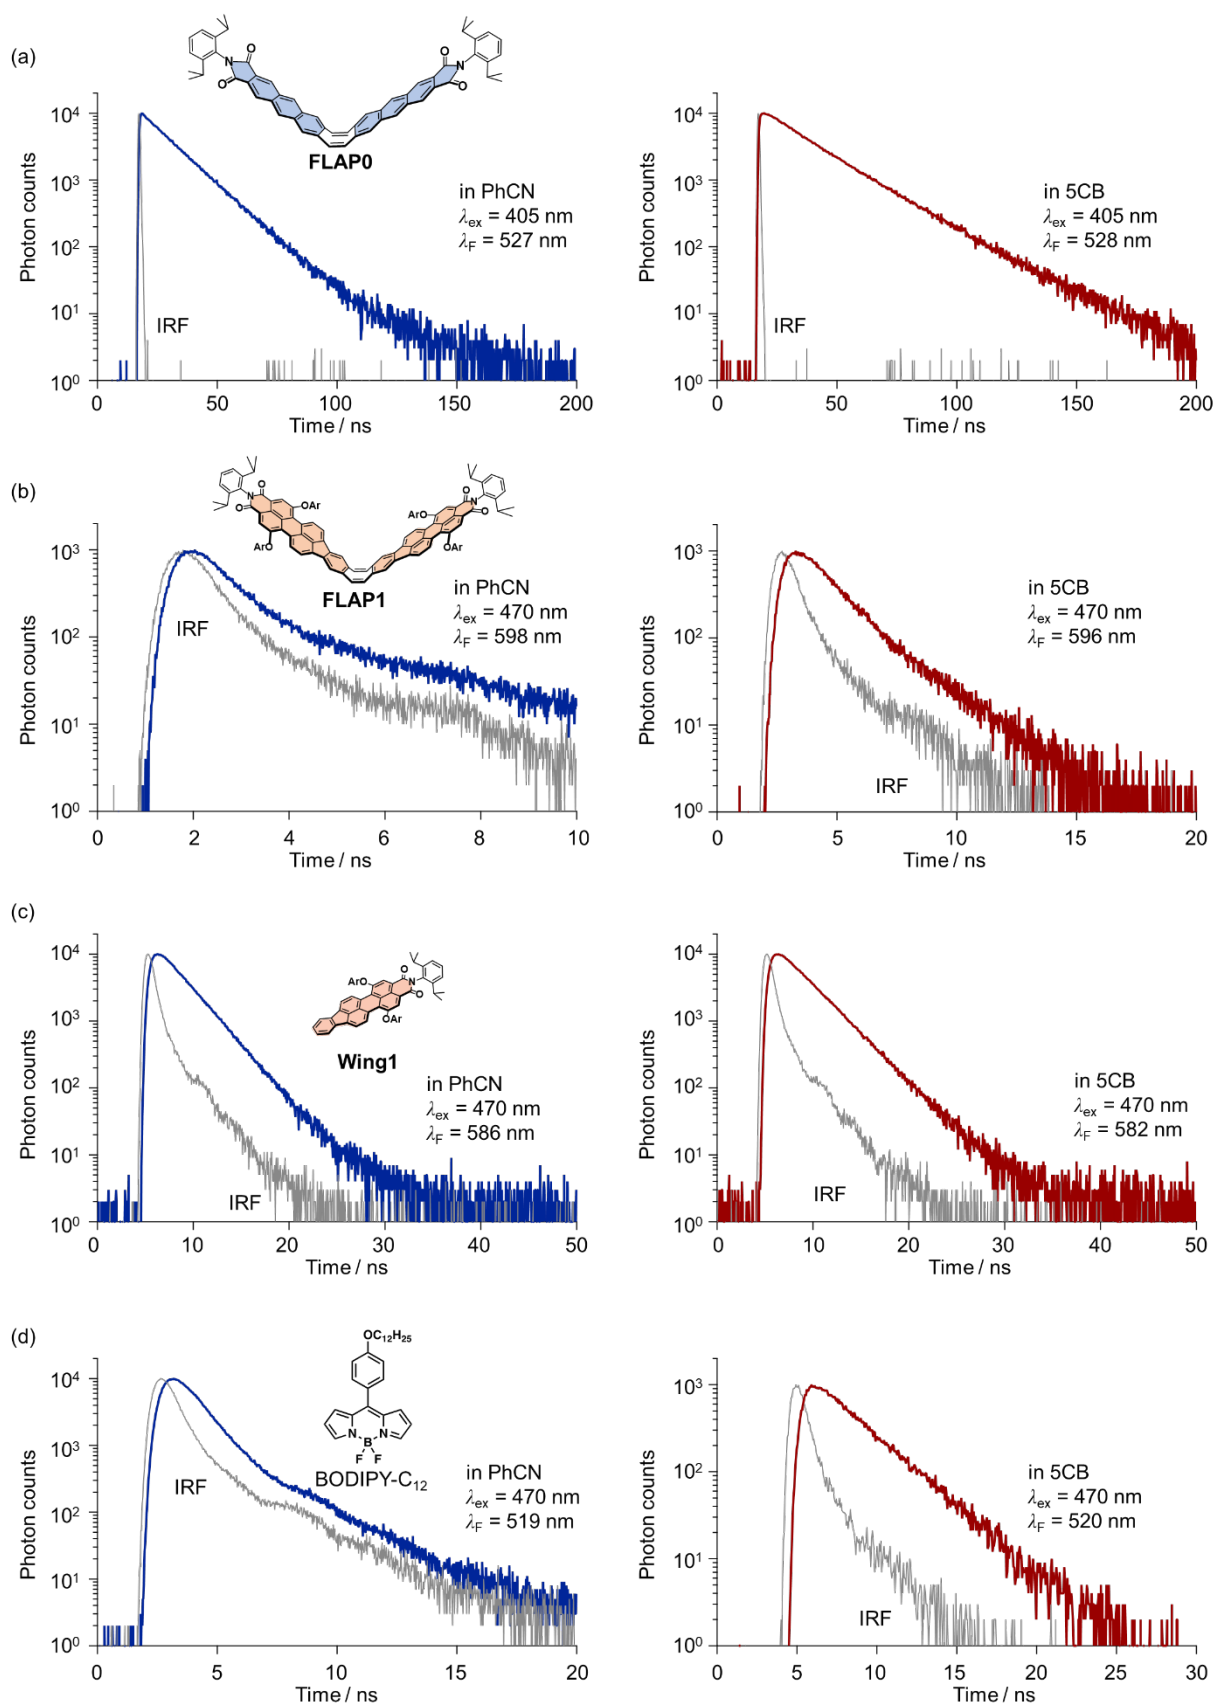 (a)
N
O
O
O
N
O
FLAP0
Photon counts
10⁴
10³
10²
10¹
10⁰
in PhCN
λex = 405 nm
λF = 527 nm
IRF
0 50 100 150 200
Time / ns
Photon counts
10⁴
10³
10²
10¹
10⁰
in 5CB
λex = 405 nm
λF = 528 nm
IRF
0 50 100 150 200
Time / ns
(b)
O
N
O
OAr
ArO
O
ArO
N
O
OAr
FLAP1
Photon counts
10³
10²
10¹
10⁰
in PhCN
λex = 470 nm
λF = 598 nm
IRF
0 2 4 6 8 10
Time / ns
Photon counts
10³
10²
10¹
10⁰
in 5CB
λex = 470 nm
λF = 596 nm
IRF
0 5 10 15 20
Time / ns
(c)
ArO
O
N
O
OAr
Wing1
Photon counts
10⁴
10³
10²
10¹
10⁰
in PhCN
λex = 470 nm
λF = 586 nm
IRF
0 10 20 30 40 50
Time / ns
Photon counts
10⁴
10³
10²
10¹
10⁰
in 5CB
λex = 470 nm
λF = 582 nm
IRF
0 10 20 30 40 50
Time / ns
(d)
OC₁₂H₂₅
N N
B
F F
BODIPY-C₁₂
Photon counts
10⁴
10³
10²
10¹
10⁰
in PhCN
λex = 470 nm
λF = 519 nm
IRF
0 5 10 15 20
Time / ns
Photon counts
10³
10²
10¹
10⁰
in 5CB
λex = 470 nm
λF = 520 nm
IRF
0 5 10 15 20 25 30
Time / ns